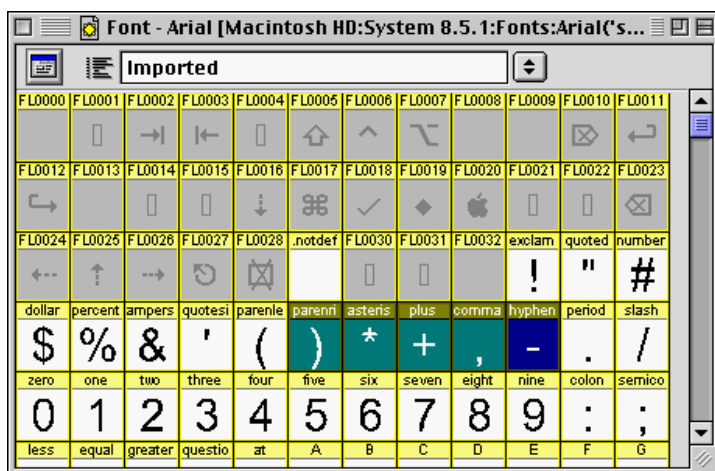 Font - Arial [Macintosh HD:System 8.5.1:Fonts:Arial('s...
Imported
FL0000 FL0001 FL0002 FL0003 FL0004 FL0005 FL0006 FL0007 FL0008 FL0009 FL0010 FL0011
FL0012 FL0013 FL0014 FL0015 FL0016 FL0017 FL0018 FL0019 FL0020 FL0021 FL0022 FL0023
FL0024 FL0025 FL0026 FL0027 FL0028 .notdef FL0030 FL0031 FL0032 exclam quoted number
! " #
dollar percent ampers quotesi parenle parenri asteris plus comma hyphen period slash
$ % & ' ( ) * + , - . /
zero one two three four five six seven eight nine colon semico
0 1 2 3 4 5 6 7 8 9 : ;
less equal greater questio at A B C D E F G